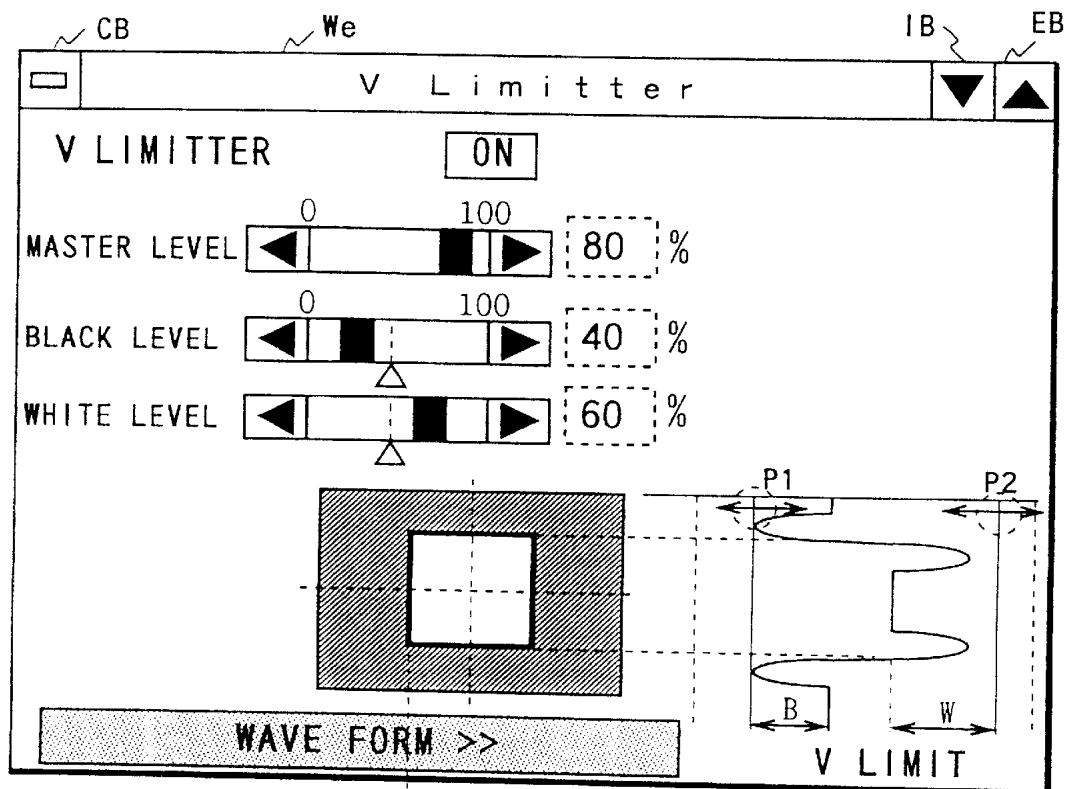 CB We IB EB
V Limitter
V LIMITTER ON
0 100
MASTER LEVEL 80 %
0 100
BLACK LEVEL 40 %
WHITE LEVEL 60 %
P1 P2
B W
WAVE FORM >>
V LIMIT